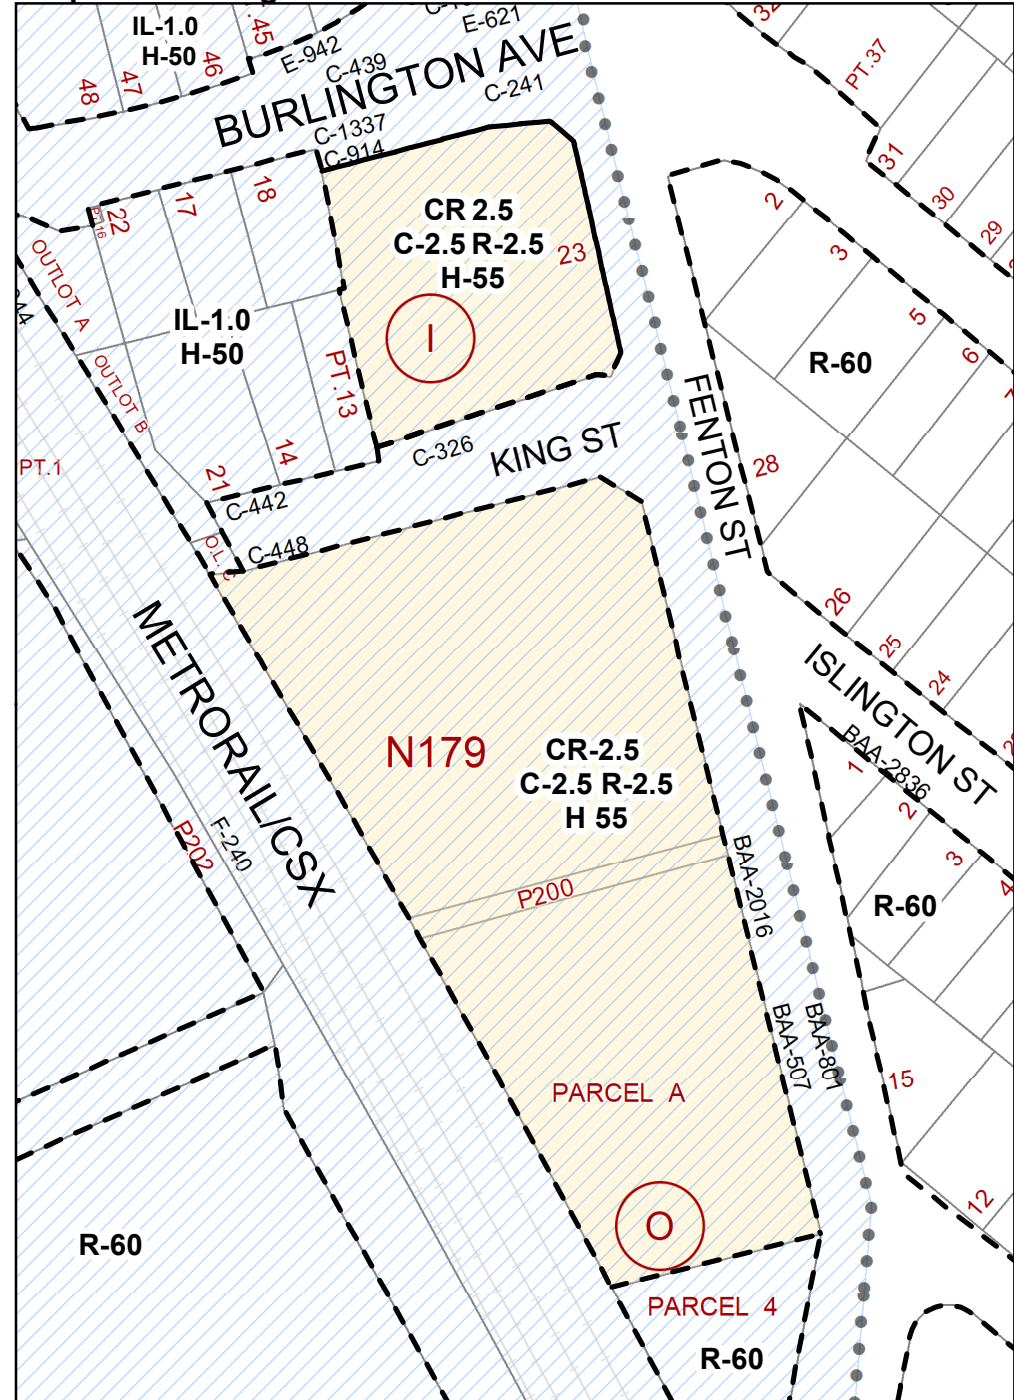 IL-1.0
H-50
.45
46
47
48
E-942
C-439
E-621
C-241
BURLINGTON AVE
C-1337
C-914
32
PT.37
31
30
29
22
17
18
CR 2.5
C-2.5 R-2.5
H-55
23
I
2
3
5
6
7
R-60
OUTLOT A
OUTLOT B
IL-1.0
H-50
PT.13
14
21
PT.1
C-326
KING ST
C-442
C-448
O.L. C
FENTON ST
28
26
25
24
ISLINGTON ST
BAA-2836
METRORAIL/CSX
N179
CR-2.5
C-2.5 R-2.5
H 55
P202
F-240
P200
BAA-2016
1
2
3
4
R-60
BAA-507
BAA-801
15
12
PARCEL A
O
R-60
PARCEL 4
R-60